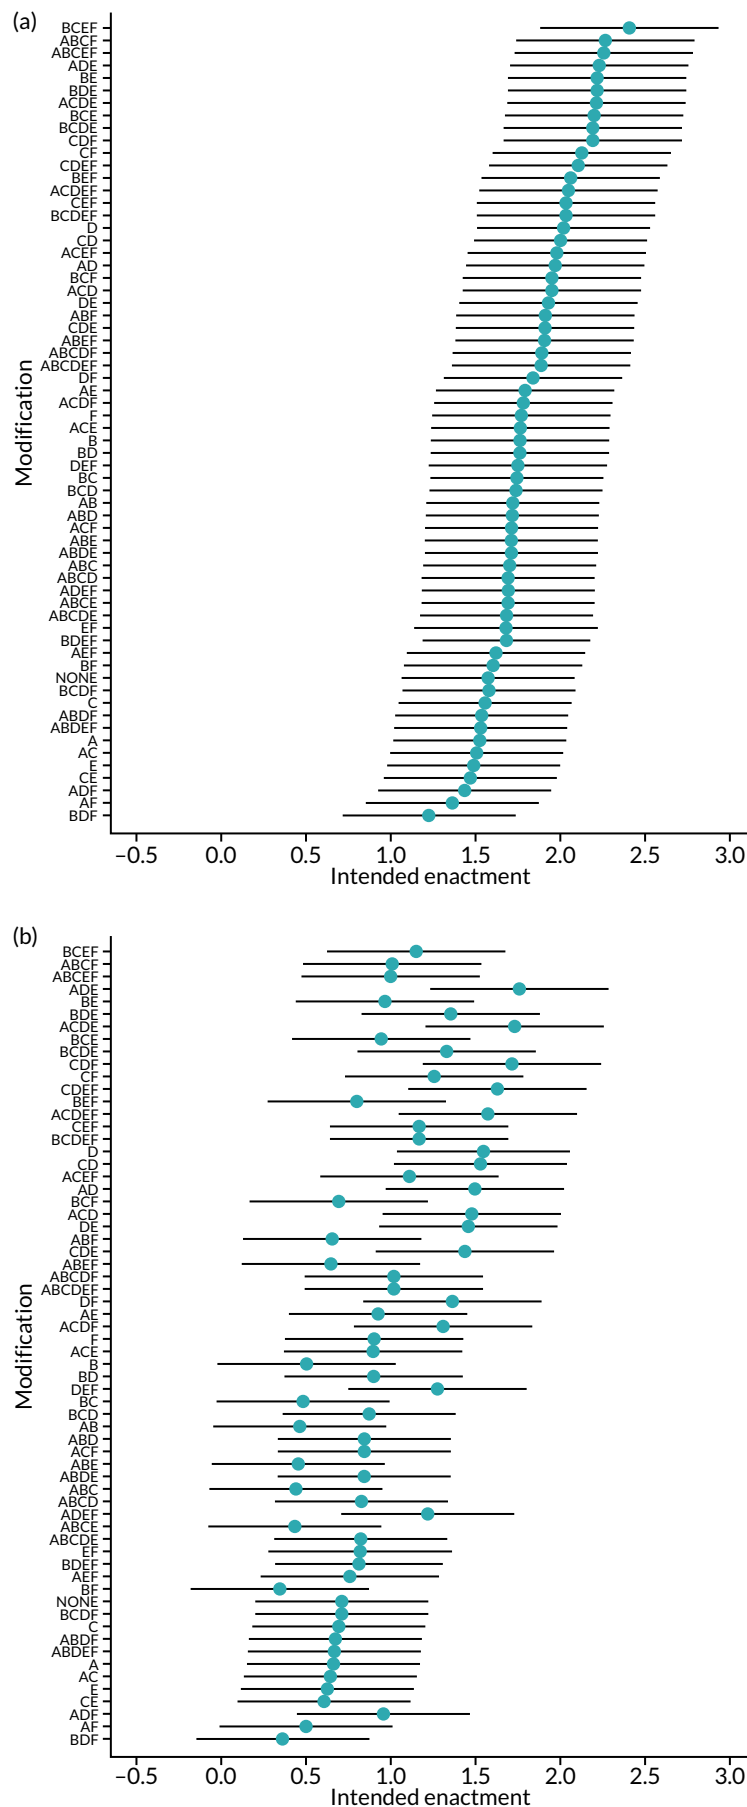 (a)
BCEF
ABCF
ABCEF
ADE
BE
BDE
ACDE
BCE
BCDE
CDF
CF
CDEF
BEF
ACDEF
CEF
BCDEF
D
CD
ACEF
AD
BCF
ACD
DE
ABF
CDE
ABEF
ABCDF
ABCDEF
DF
AE
ACDF
F
ACE
B
BD
DEF
BC
BCD
AB
ABD
ACF
ABE
ABDE
ABC
ABCD
ADEF
ABCE
ABCDE
EF
BDEF
AEF
BF
NONE
BCDF
C
ABDF
ABDEF
A
AC
E
CE
ADF
AF
BDF
Modification
−0.5 0.0 0.5 1.0 1.5 2.0 2.5 3.0
Intended enactment
(b)
BCEF
ABCF
ABCEF
ADE
BE
BDE
ACDE
BCE
BCDE
CDF
CF
CDEF
BEF
ACDEF
CEF
BCDEF
D
CD
ACEF
AD
BCF
ACD
DE
ABF
CDE
ABEF
ABCDF
ABCDEF
DF
AE
ACDF
F
ACE
B
BD
DEF
BC
BCD
AB
ABD
ACF
ABE
ABDE
ABC
ABCD
ADEF
ABCE
ABCDE
EF
BDEF
AEF
BF
NONE
BCDF
C
ABDF
ABDEF
A
AC
E
CE
ADF
AF
BDF
Modification
−0.5 0.0 0.5 1.0 1.5 2.0 2.5 3.0
Intended enactment